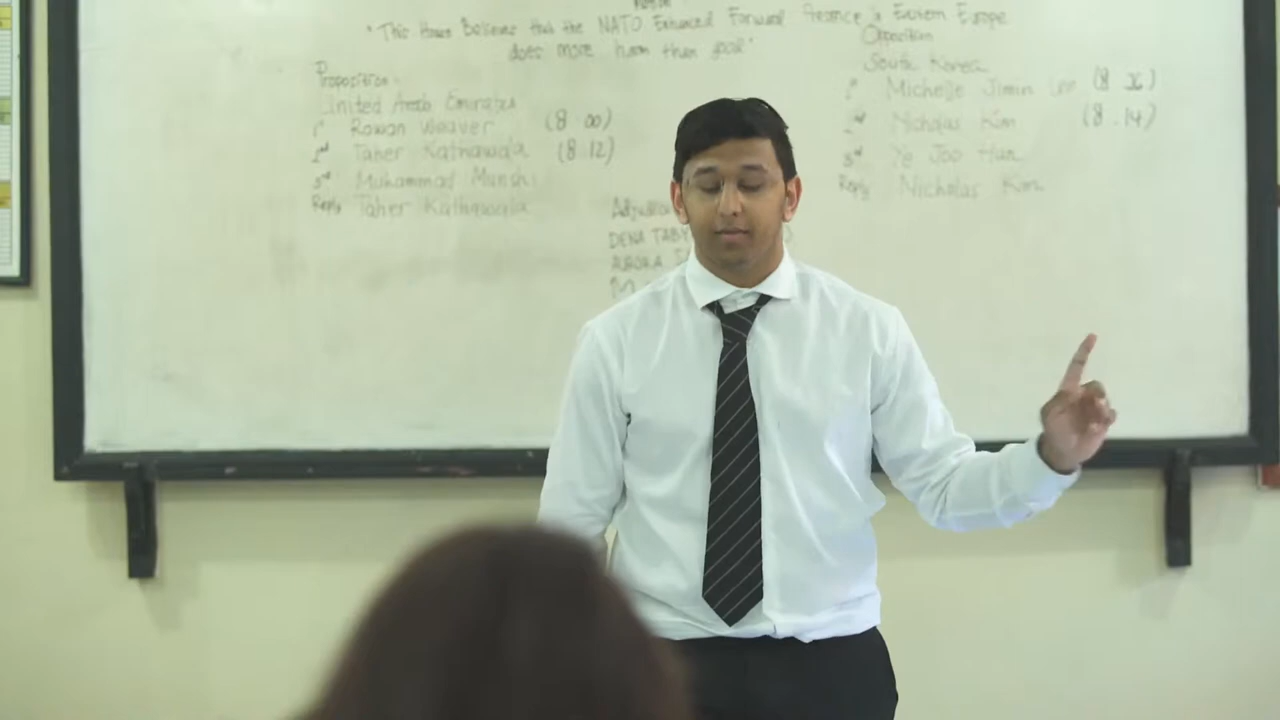 Motion
"This House Believes that the NATO Enhanced Forward Presence in Eastern Europe
does more harm than good"
Proposition
United Arab Emirates
1st Rowan Weaver (8 00)
2nd Taher Kathawala (8 12)
3rd Muhammad Munshi
Reply Taher Kathawala
Opposition
South Korea
1st Michelle Jimin Lee (8
2nd Nicholas Kim (8.14)
3rd Ye Joo Han
Reply Nicholas Kim
DENA